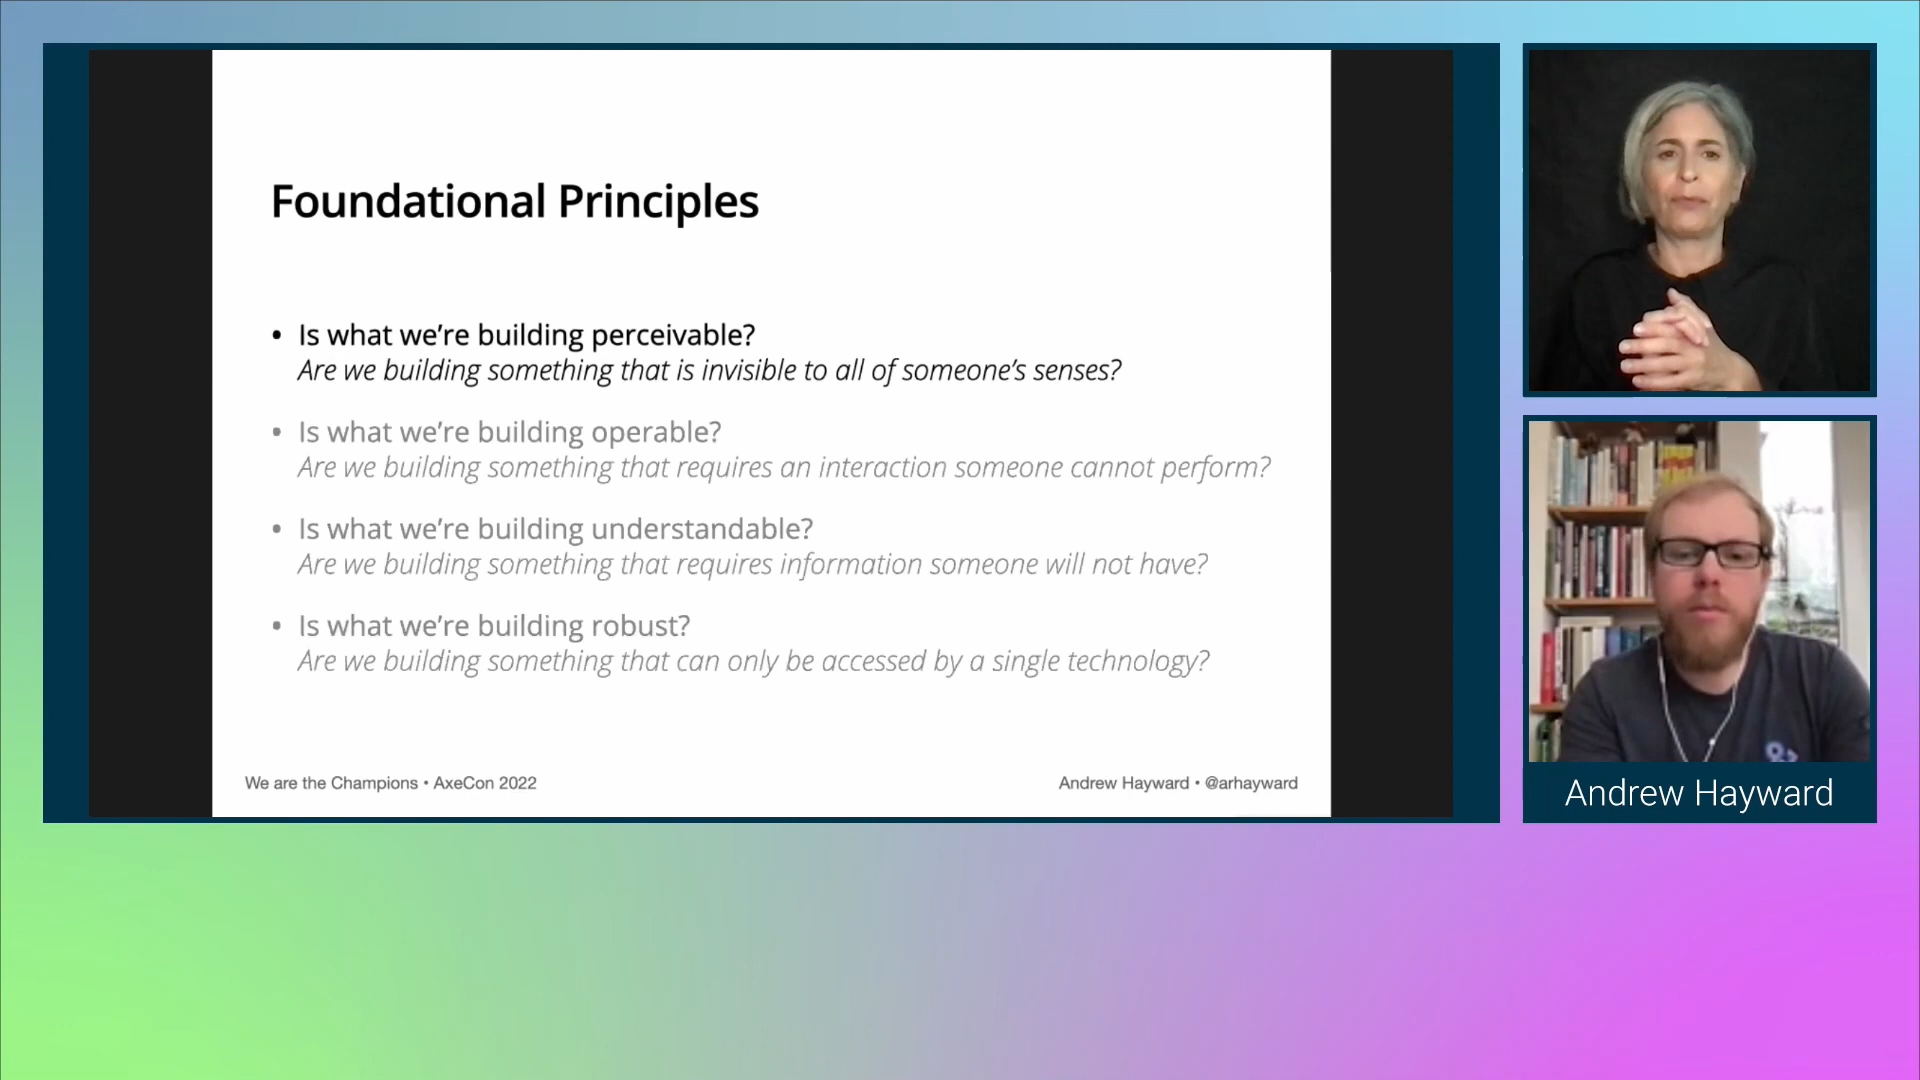 Foundational Principles
• Is what we're building perceivable?
Are we building something that is invisible to all of someone's senses?
• Is what we're building operable?
Are we building something that requires an interaction someone cannot perform?
• Is what we're building understandable?
Are we building something that requires information someone will not have?
• Is what we're building robust?
Are we building something that can only be accessed by a single technology?
We are the Champions • AxeCon 2022
Andrew Hayward • @arhayward
Andrew Hayward